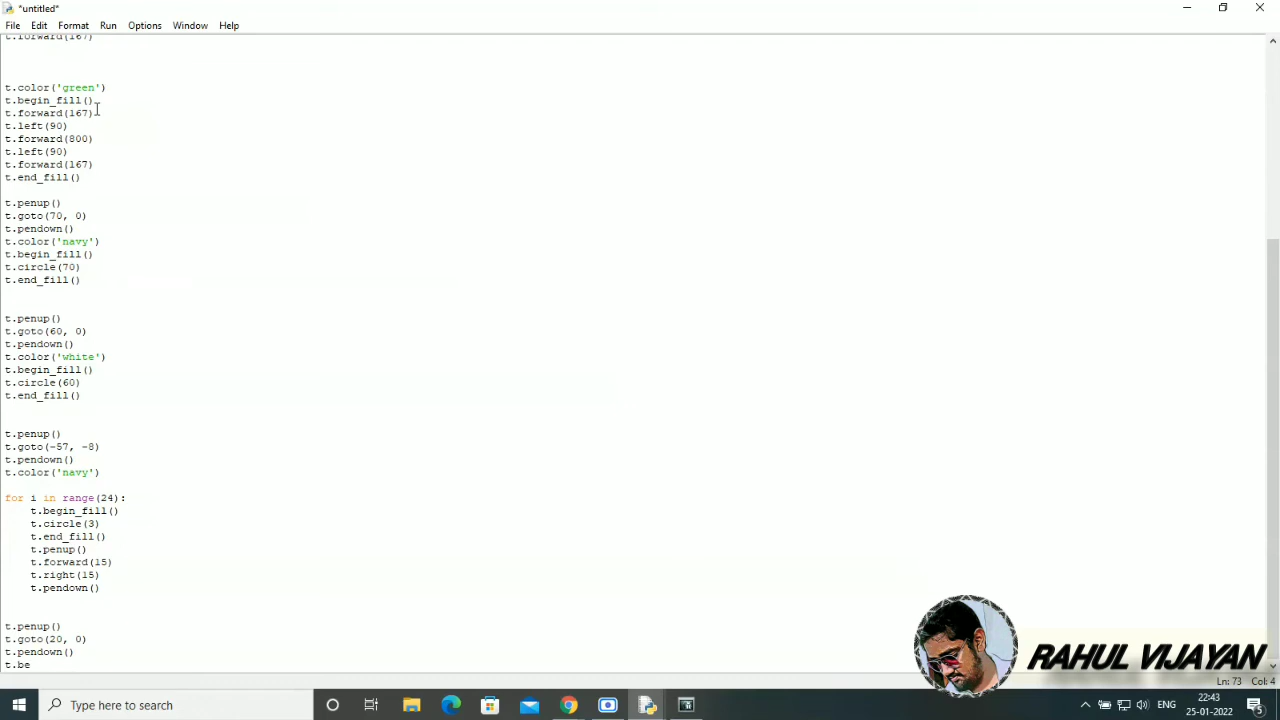 *untitled*
File Edit Format Run Options Window Help
t.forward(167)
t.color('green')
t.begin_fill()
t.forward(167)
t.left(90)
t.forward(800)
t.left(90)
t.forward(167)
t.end_fill()
t.penup()
t.goto(70, 0)
t.pendown()
t.color('navy')
t.begin_fill()
t.circle(70)
t.end_fill()
t.penup()
t.goto(60, 0)
t.pendown()
t.color('white')
t.begin_fill()
t.circle(60)
t.end_fill()
t.penup()
t.goto(-57, -8)
t.pendown()
t.color('navy')
for i in range(24):
    t.begin_fill()
    t.circle(3)
    t.end_fill()
    t.penup()
    t.forward(15)
    t.right(15)
    t.pendown()
t.penup()
t.goto(20, 0)
t.pendown()
t.be
RAHUL VIJAYAN
Ln: 73 Col: 4
Type here to search
ENG
22:43
25-01-2022
5